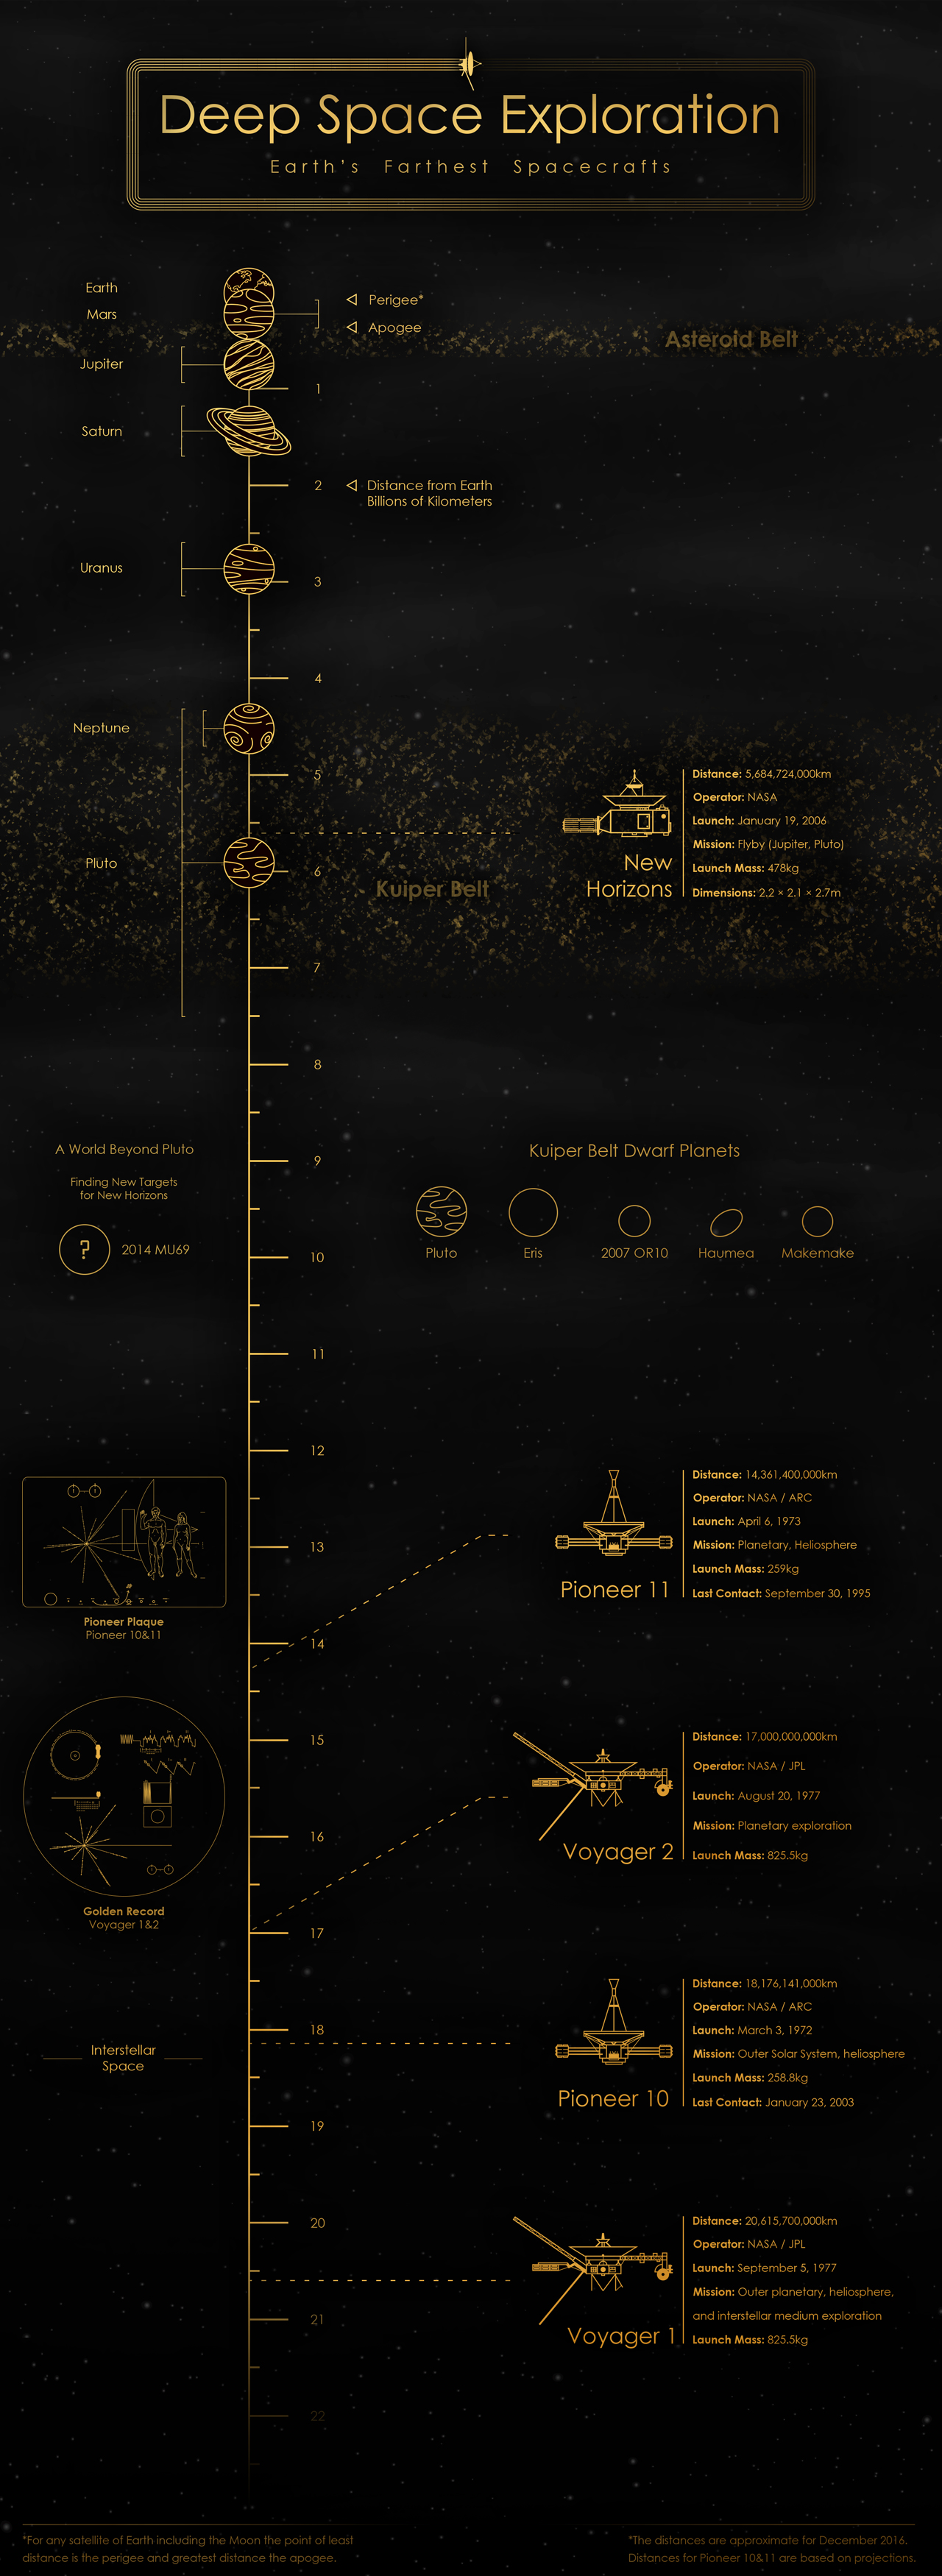 Deep Space Exploration
Earth's Farthest Spacecrafts
Earth
Mars
Perigee*
Apogee
Asteroid Belt
Jupiter
1
Saturn
2
Distance from Earth
Billions of Kilometers
Uranus
3
4
Neptune
5
Pluto
6
Kuiper Belt
New
Horizons
Distance: 5,684,724,000km
Operator: NASA
Launch: January 19, 2006
Mission: Flyby (Jupiter, Pluto)
Launch Mass: 478kg
Dimensions: 2.2 × 2.1 × 2.7m
7
8
A World Beyond Pluto
Finding New Targets
for New Horizons
?
2014 MU69
9
Kuiper Belt Dwarf Planets
Pluto
Eris
2007 OR10
Haumea
Makemake
10
11
12
Pioneer Plaque
Pioneer 10&11
13
14
Pioneer 11
Distance: 14,361,400,000km
Operator: NASA / ARC
Launch: April 6, 1973
Mission: Planetary, Heliosphere
Launch Mass: 259kg
Last Contact: September 30, 1995
15
16
Golden Record
Voyager 1&2
17
Voyager 2
Distance: 17,000,000,000km
Operator: NASA / JPL
Launch: August 20, 1977
Mission: Planetary exploration
Launch Mass: 825.5kg
Interstellar
Space
18
19
Pioneer 10
Distance: 18,176,141,000km
Operator: NASA / ARC
Launch: March 3, 1972
Mission: Outer Solar System, heliosphere
Launch Mass: 258.8kg
Last Contact: January 23, 2003
20
21
Voyager 1
Distance: 20,615,700,000km
Operator: NASA / JPL
Launch: September 5, 1977
Mission: Outer planetary, heliosphere,
and interstellar medium exploration
Launch Mass: 825.5kg
22
*For any satellite of Earth including the Moon the point of least
distance is the perigee and greatest distance the apogee.
*The distances are approximate for December 2016.
Distances for Pioneer 10&11 are based on projections.